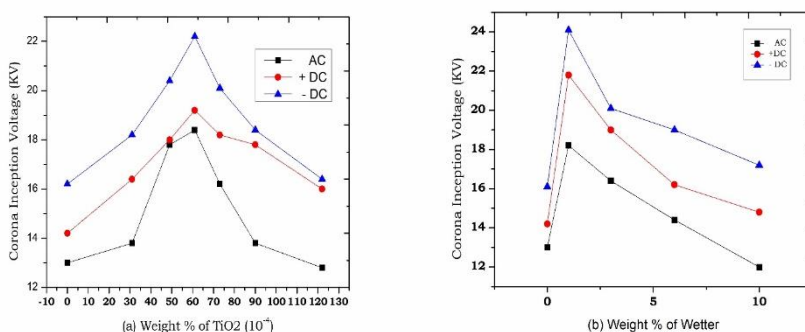 22
20
18
16
14
12
-10 0 10 20 30 40 50 60 70 80 90 100 110 120 130
Corona Inception Voltage (KV)
AC
+ DC
- DC
(a) Weight % of TiO2 (10⁻⁴)
24
22
20
18
16
14
12
0 5 10
Corona Inception Voltage (KV)
AC
+DC
- DC
(b) Weight % of Wetter